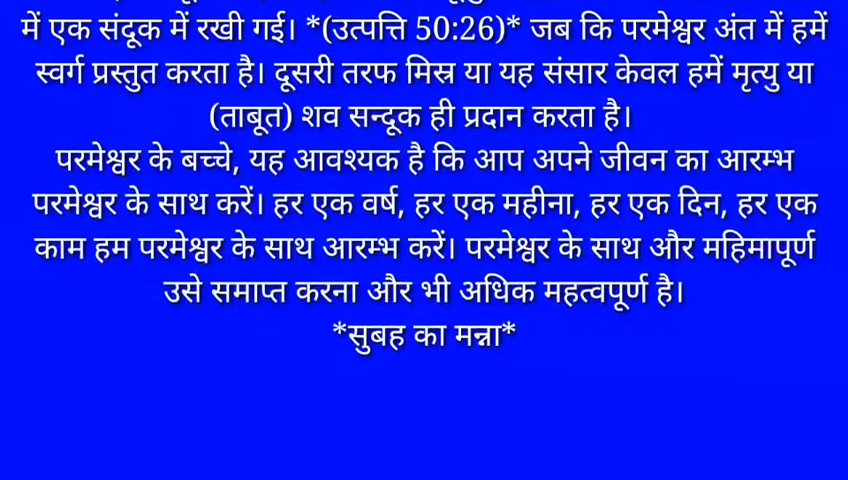 में एक संदूक में रखी गई। *(उत्पत्ति 50:26)* जब कि परमेश्वर अंत में हमें
स्वर्ग प्रस्तुत करता है। दूसरी तरफ मिस्र या यह संसार केवल हमें मृत्यु या
(ताबूत) शव सन्दूक ही प्रदान करता है।
परमेश्वर के बच्चे, यह आवश्यक है कि आप अपने जीवन का आरम्भ
परमेश्वर के साथ करें। हर एक वर्ष, हर एक महीना, हर एक दिन, हर एक
काम हम परमेश्वर के साथ आरम्भ करें। परमेश्वर के साथ और महिमापूर्ण
उसे समाप्त करना और भी अधिक महत्वपूर्ण है।
*सुबह का मन्ना*